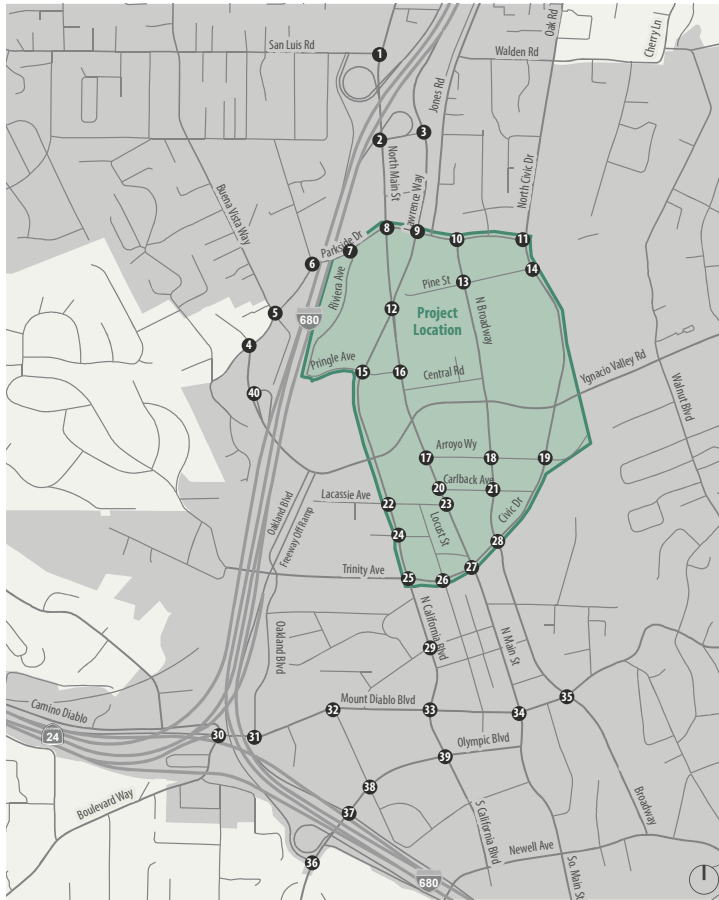 Oak Rd
Cherry Ln
San Luis Rd
1
Walden Rd
Jones Rd
2
3
North Main St
Lawrence Way
North Civic Dr
Buena Vista Way
8
9
10
11
Parkside Dr
7
6
14
Pine St
13
Riviera Ave
12
N Broadway
5
680
Project
Location
4
Pringle Ave
15
16
Central Rd
Ygnacio Valley Rd
40
Walnut Blvd
Arroyo Wy
17
18
19
Carlback Ave
20
21
Lacassie Ave
22
23
Oakland Blvd
Freeway Off Ramp
Locust St
Civic Dr
24
28
Trinity Ave
25
26
27
N California Blvd
Oakland Blvd
29
N Main St
35
Mount Diablo Blvd
32
33
34
Camino Diablo
24
30
31
Olympic Blvd
39
38
Boulevard Way
37
S California Blvd
Broadway
Newell Ave
36
680
So. Main St